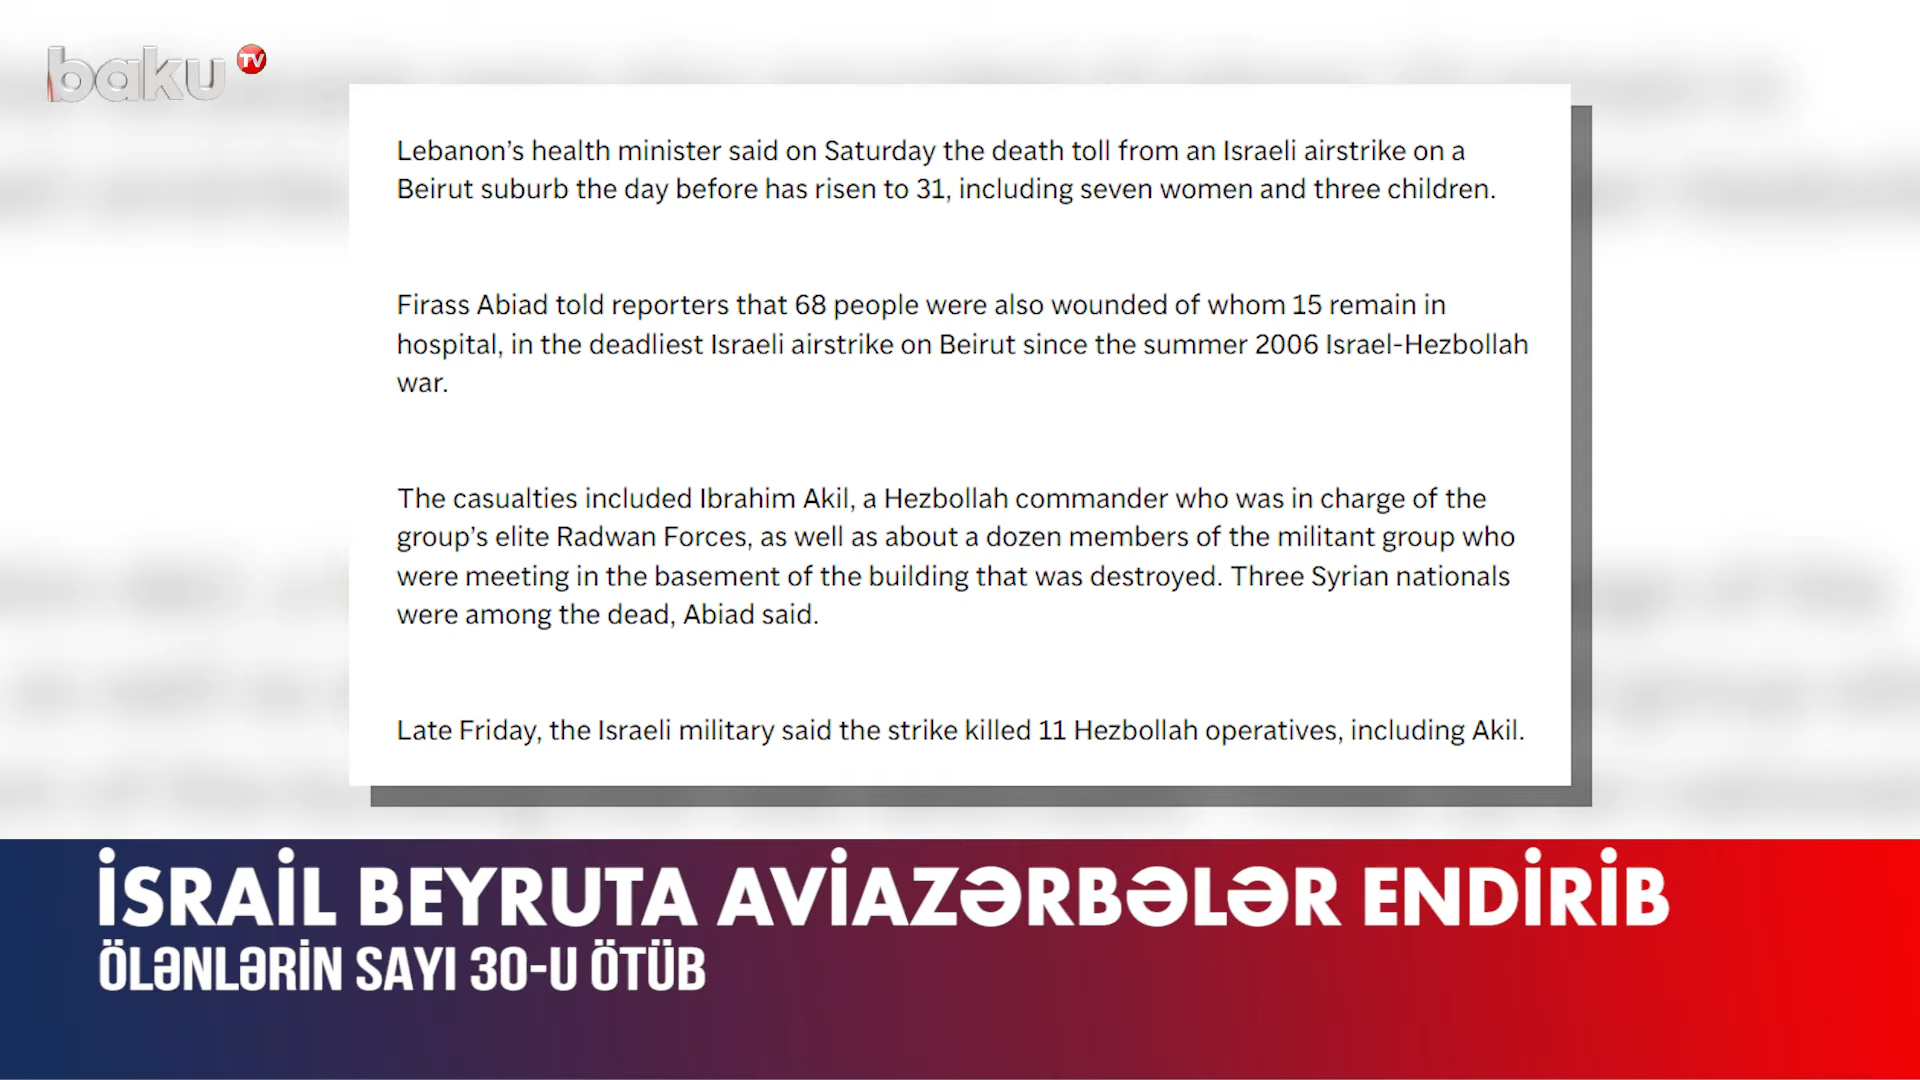 baku TV
Lebanon’s health minister said on Saturday the death toll from an Israeli airstrike on a
Beirut suburb the day before has risen to 31, including seven women and three children.
Firass Abiad told reporters that 68 people were also wounded of whom 15 remain in
hospital, in the deadliest Israeli airstrike on Beirut since the summer 2006 Israel-Hezbollah
war.
The casualties included Ibrahim Akil, a Hezbollah commander who was in charge of the
group’s elite Radwan Forces, as well as about a dozen members of the militant group who
were meeting in the basement of the building that was destroyed. Three Syrian nationals
were among the dead, Abiad said.
Late Friday, the Israeli military said the strike killed 11 Hezbollah operatives, including Akil.
İSRAİL BEYRUTA AVİAZƏRBƏLƏR ENDİRİB
ÖLƏNLƏRİN SAYI 30-U ÖTÜB